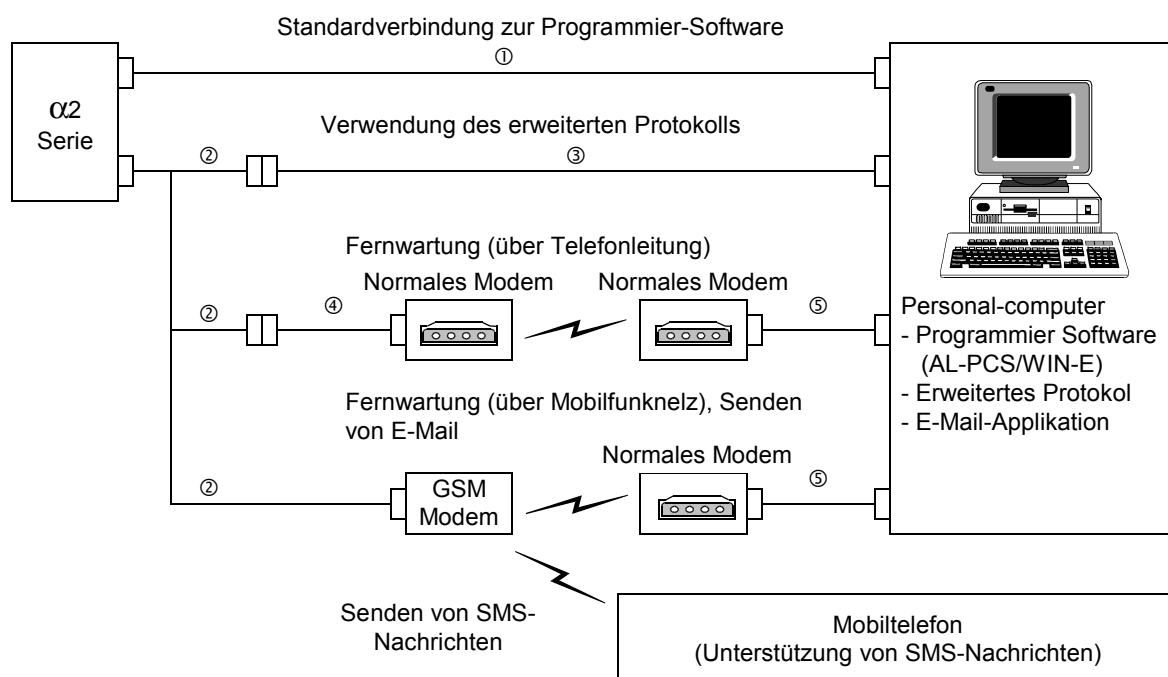 Standardverbindung zur Programmier-Software
①
α2
Serie
Verwendung des erweiterten Protokolls
②
③
Fernwartung (über Telefonleitung)
Normales Modem
Normales Modem
②
④
⑤
Personal-computer
- Programmier Software
(AL-PCS/WIN-E)
- Erweitertes Protokol
- E-Mail-Applikation
Fernwartung (über Mobilfunknelz), Senden
von E-Mail
Normales Modem
②
GSM
Modem
⑤
Senden von SMS-
Nachrichten
Mobiltelefon
(Unterstützung von SMS-Nachrichten)